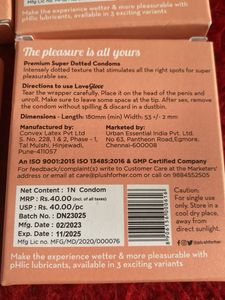 Make the experience wetter & more pleasurable with
pHlic lubricants, available in 3 exciting variants
The pleasure is all yours
Premium Super Dotted Condoms
Intensely dotted texture that stimulates all the right spots for super
pleasurable sex.
Directions to use LoveGlove
Tear the wrapper carefully. Place it on the head of the penis and
unroll. Make sure to leave some space at the tip. After sex, remove
the condom without spilling & discard in a dustbin.
Dimensions - Length: 180mm (min) Width: 53 +/- 2 mm
Manufactured by: Marketed by:
Convex Latex Pvt Ltd Urban Essential India Pvt. Ltd.
S. No. 228, 1 & 2, Phase - 1, No 63, Pantheon Road, Egmore,
Tal Mulshi, Hinjewadi, Chennai-600008
Pune-411057
An ISO 9001:2015 ISO 13485:2016 & GMP Certified Company
For feedback/complaint(s) write to Customer Care at the Marketers'
address or email us at please@care@plushforher.com or on 9884552505
Content : 1N Condom
MRP : Rs. 40.00 (incl. of all taxes)
USP : Rs. 40.00/pc
Batch No. : DN23025
Mfg. Date : 02/2023
Exp. Date : 11/2025
Mfg Lic no. MFG/MD/2020/000076
Caution:
For single
use only.
Store in a
cool dry place,
away from
direct sunlight.
Make the experience wetter & more pleasurable with
pHlic lubricants, available in 3 exciting variants